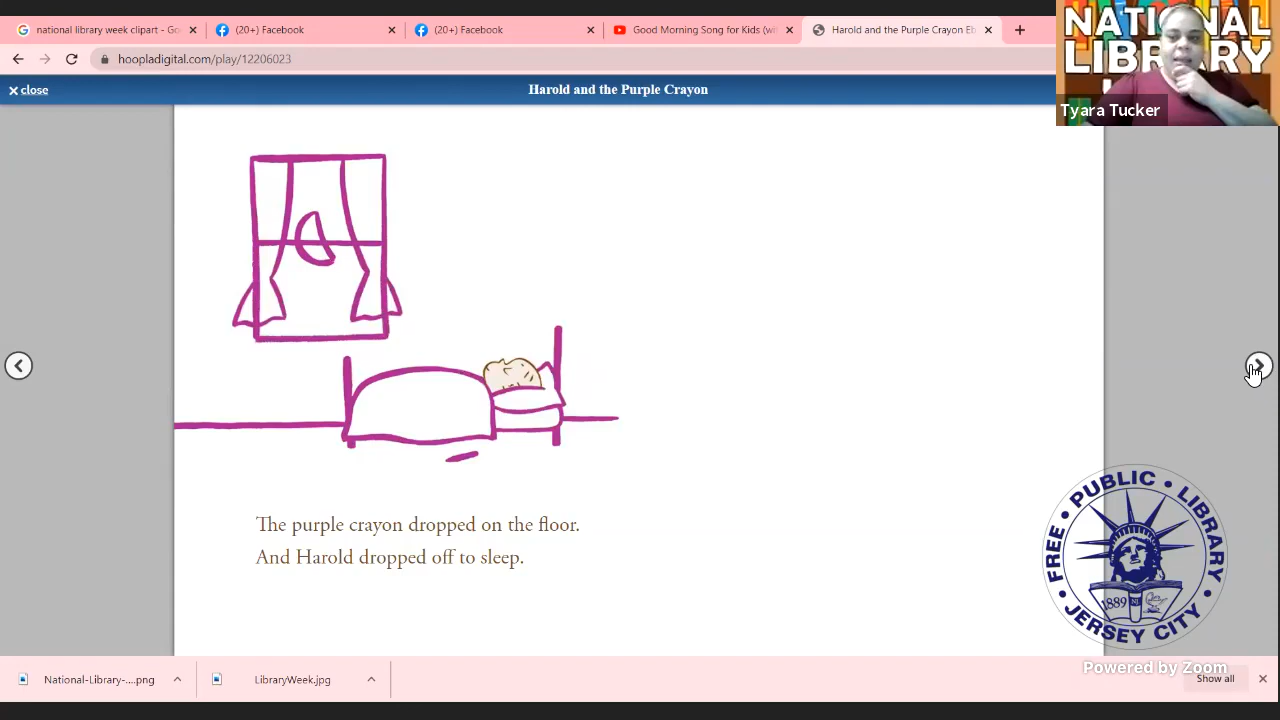 national library week clipart - Go
(20+) Facebook
(20+) Facebook
Good Morning Song for Kids (wi
Harold and the Purple Crayon Eb
hoopladigital.com/play/12206023
close
Harold and the Purple Crayon
NATIONAL
LIBRARY
Tyara Tucker
The purple crayon dropped on the floor.
And Harold dropped off to sleep.
FREE • PUBLIC • LIBRARY
1889 NJ
JERSEY CITY
Powered by Zoom
National-Library-....png
LibraryWeek.jpg
Show all